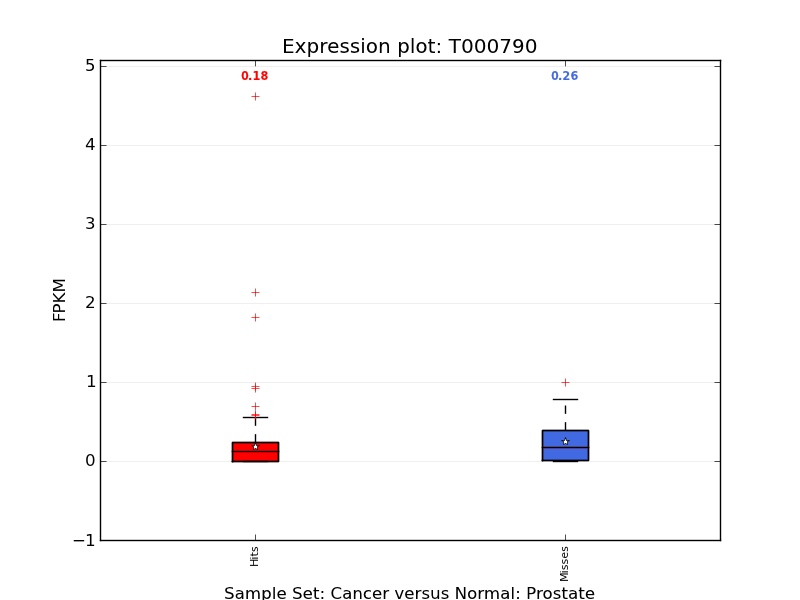 Expression plot: T000790
5
0.18
0.26
4
3
FPKM
2
1
0
−1
Hits
Misses
Sample Set: Cancer versus Normal: Prostate